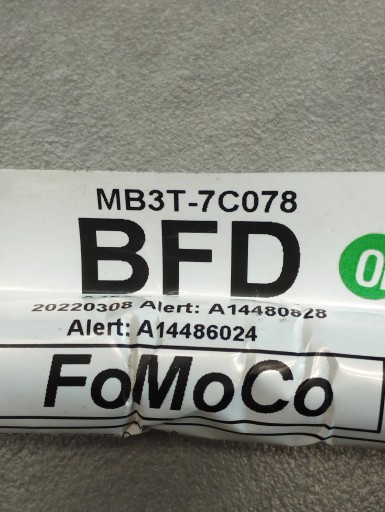 MB3T-7C078
BFD
20220308 Alert: A14480828
Alert: A14486024
FoMoCo